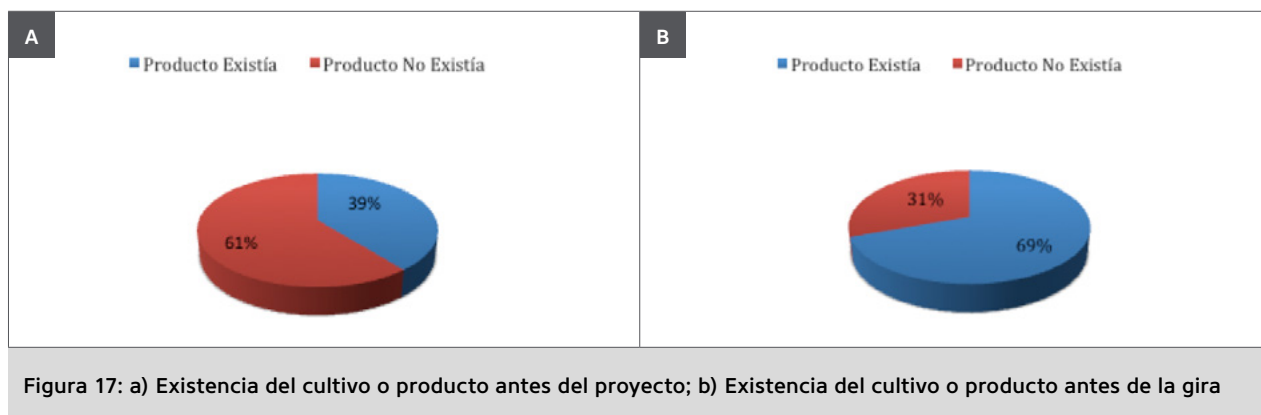 A
Producto Existía Producto No Existía
39%
61%
B
Producto Existía Producto No Existía
31%
69%
Figura 17: a) Existencia del cultivo o producto antes del proyecto; b) Existencia del cultivo o producto antes de la gira